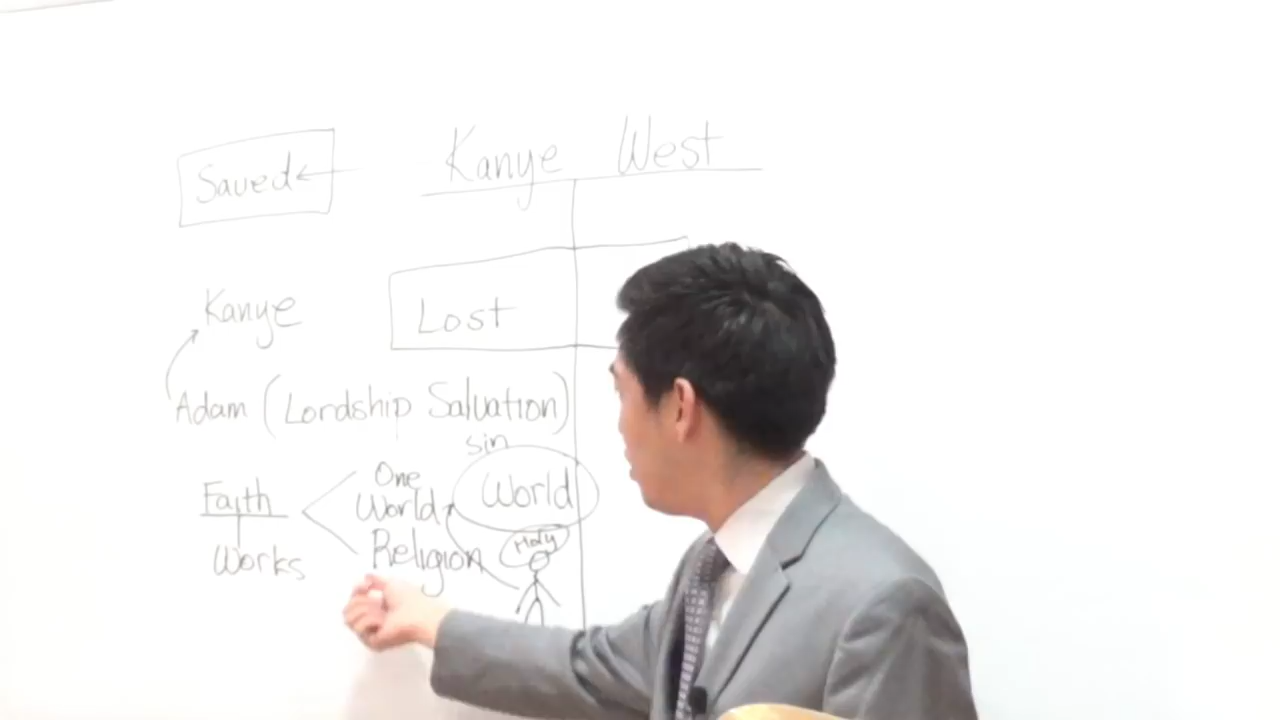 Kanye West
Saved
Lost
Kanye
Adam (Lordship Salvation)
sin
Faith
Works
One
World
Religion
World
Holy